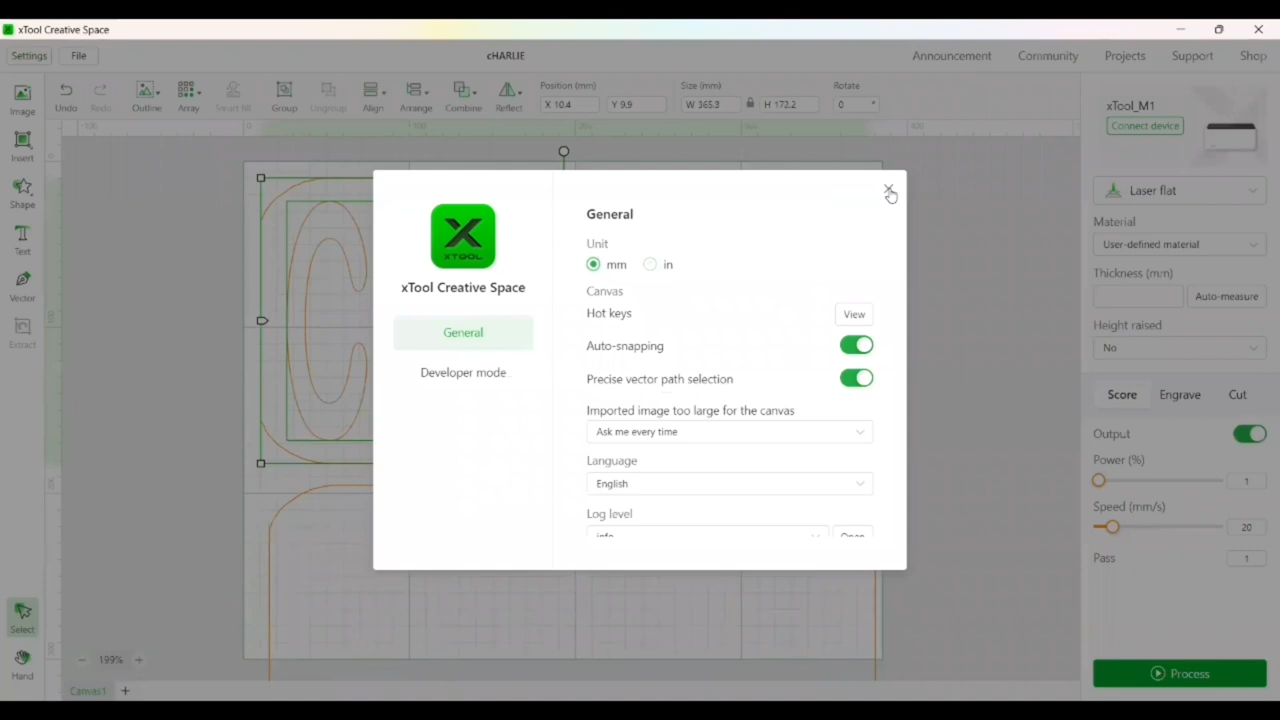 xTool Creative Space
Settings File cHARLIE Announcement Community Projects Support Shop
Undo Redo Outline Array Smart fill Group Ungroup Align Arrange Combine Reflect
Position (mm) Size (mm) Rotate
X 10.4 Y 9.9 W 365.3 H 172.2 0 °
Image
Insert
Shape
Text
Vector
Extract
Select
Hand
xTool Creative Space
General
Developer mode
General
Unit
mm in
Canvas
Hot keys View
Auto-snapping
Precise vector path selection
Imported image too large for the canvas
Ask me every time
Language
English
Log level
info Open
xTool_M1
Connect device
Laser flat
Material
User-defined material
Thickness (mm)
Auto-measure
Height raised
No
Score Engrave Cut
Output
Power (%)
1
Speed (mm/s)
20
Pass 1
Process
199%
Canvas1